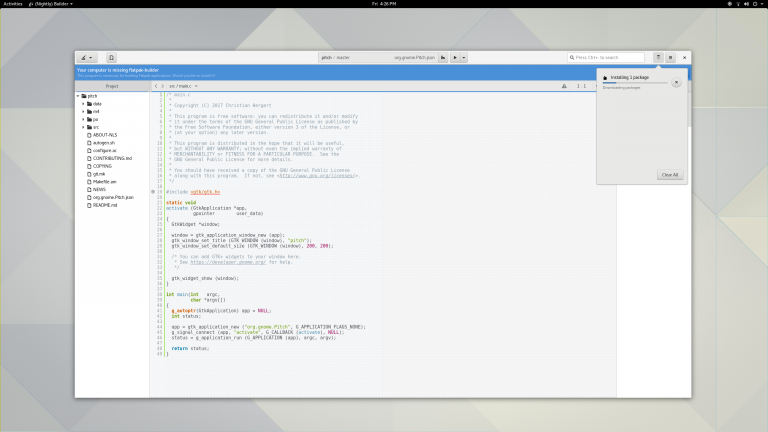 Activities (Nightly) Builder Fri 4:26 PM
pitch / master org.gnome.Pitch.json
Press Ctrl+. to search
Your computer is missing flatpak-builder
Project
src / main.c
Installing 1 package
Downloading packages
Clear All
pitch
data
m4
po
src
ABOUT-NLS
autogen.sh
configure.ac
CONTRIBUTING.md
COPYING
git.mk
Makefile.am
NEWS
org.gnome.Pitch.json
README.md
/* main.c
*
* Copyright (C) 2017 Christian Hergert
*
* This program is free software: you can redistribute it and/or modify
* it under the terms of the GNU General Public License as published by
* the Free Software Foundation, either version 3 of the License, or
* (at your option) any later version.
*
* This program is distributed in the hope that it will be useful,
* but WITHOUT ANY WARRANTY; without even the implied warranty of
* MERCHANTABILITY or FITNESS FOR A PARTICULAR PURPOSE. See the
* GNU General Public License for more details.
*
* You should have received a copy of the GNU General Public License
* along with this program. If not, see <http://www.gnu.org/licenses/>.
*/
#include <gtk/gtk.h>
static void
activate (GtkApplication *app,
gpointer user_data)
{
GtkWidget *window;
window = gtk_application_window_new (app);
gtk_window_set_title (GTK_WINDOW (window), "pitch");
gtk_window_set_default_size (GTK_WINDOW (window), 200, 200);
/* You can add GTK+ widgets to your window here.
* See https://developer.gnome.org/ for help.
*/
gtk_widget_show (window);
}
int main(int argc,
char *argv[])
{
g_autoptr(GtkApplication) app = NULL;
int status;
app = gtk_application_new ("org.gnome.Pitch", G_APPLICATION_FLAGS_NONE);
g_signal_connect (app, "activate", G_CALLBACK (activate), NULL);
status = g_application_run (G_APPLICATION (app), argc, argv);
return status;
}